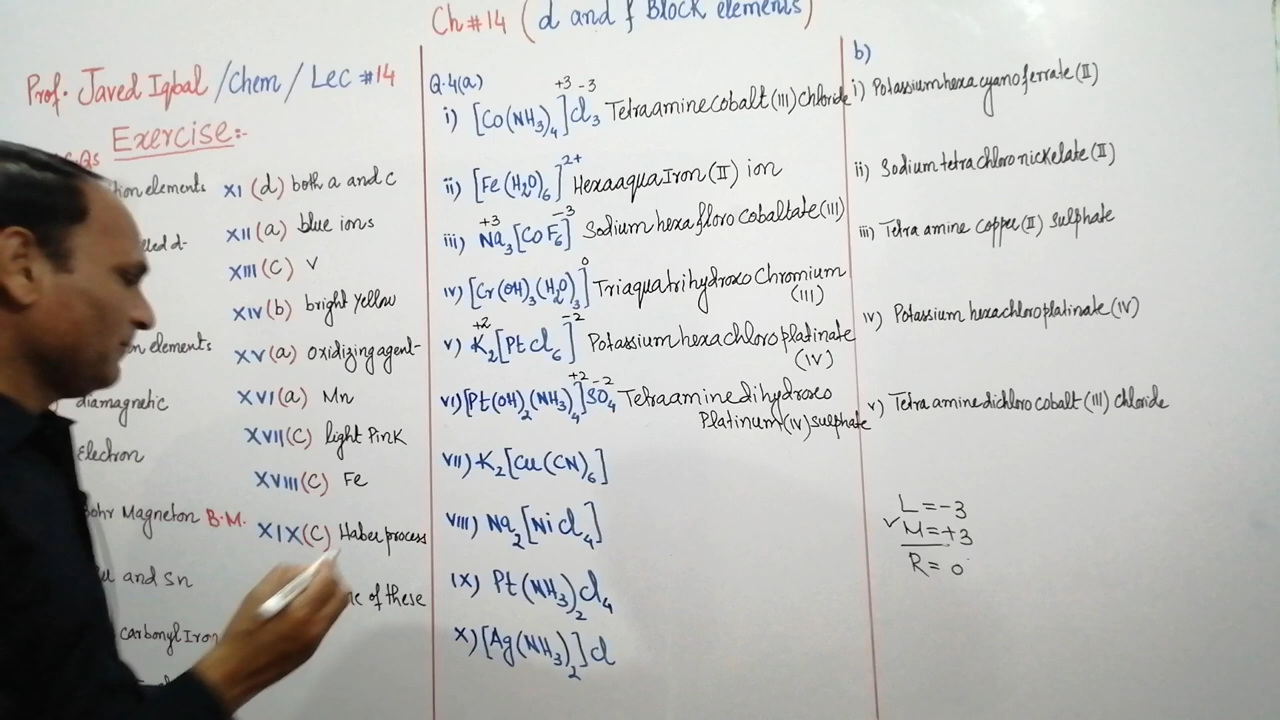 Ch#14 (d and f Block elements)
Prof. Javed Iqbal /Chem / Lec #14
Exercise:-
elements
XI (d) both a and c
XII (a) blue ions
d-
XIII (C) V
XIV (b) bright yellow
elements
XV (a) oxidizing agent-
diamagnetic
XVI (a) Mn
XVII (C) light Pink
Electron
XVIII (C) Fe
Magneton B.M.
XIX (C) Haber process
and Sn
of these
carbonyl Iron
Q.4(a)
+3 -3
i) [Co(NH3)4]Cl3 Tetraamine cobalt (III) chloride
ii) [Fe(H2O)6]2+ Hexaaqua Iron (II) ion
+3 -3
iii) Na3[CoF6] Sodium hexa floro cobaltate (III)
iv) [Cr(OH)3(H2O)3]0 Triaquatrihydroxo Chromium
(III)
+2 -2
v) K2[PtCl6] Potassium hexachloro platinate
(IV)
+2 -2
vi) [Pt(OH)2(NH3)4]SO4 Tetraamine dihydroxo
Platinum (IV) sulphate
vii) K2[Cu(CN)6]
viii) Na2[NiCl4]
ix) Pt(NH3)2Cl4
x) [Ag(NH3)2]Cl
b)
i) Potassium hexa cyano ferrate (II)
ii) Sodium tetra chloro nickelate (II)
iii) Tetra amine copper (II) sulphate
iv) Potassium hexachloro platinate (IV)
v) Tetra amine dichloro cobalt (III) chloride
L = -3
✓ M = +3
R = 0